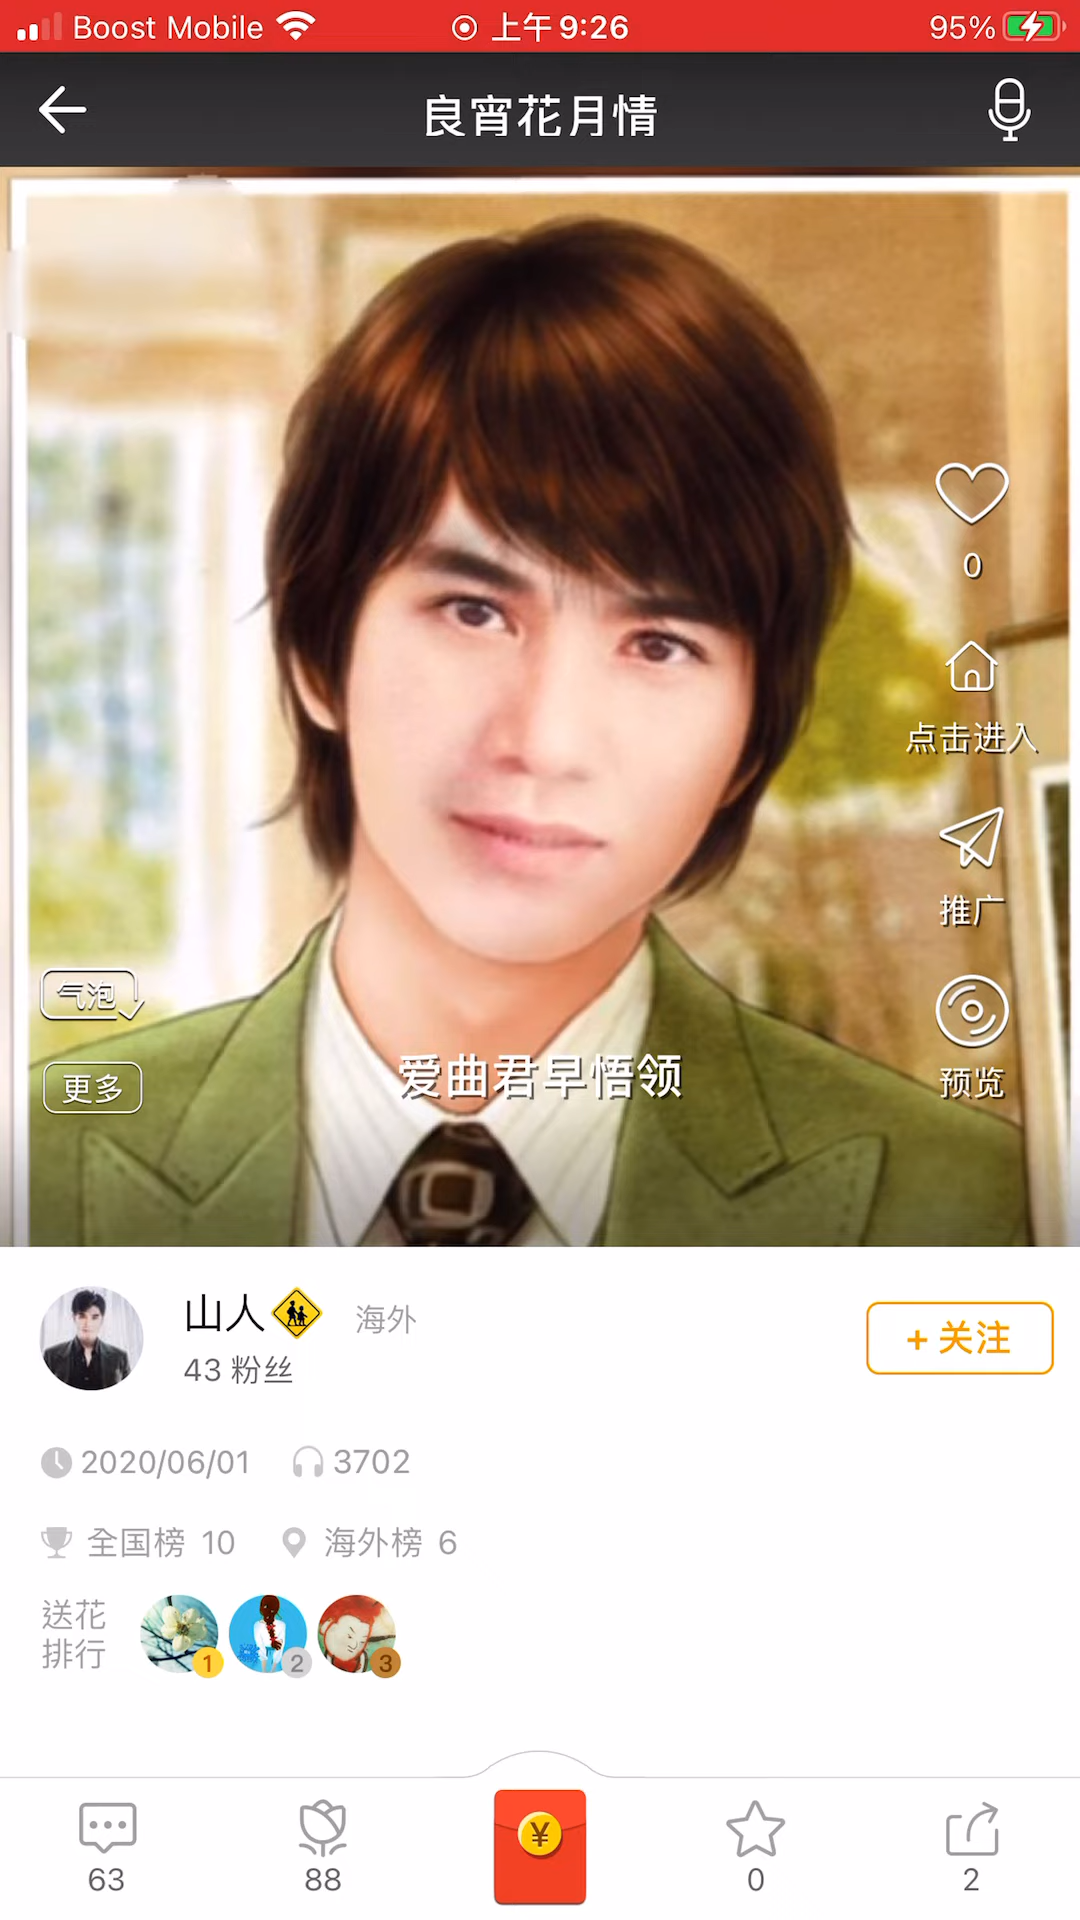 Boost Mobile 上午9:26 95%
良宵花月情
0
点击进入
推广
气泡
爱曲君早悟领
更多
预览
山人 海外
43 粉丝
+ 关注
2020/06/01 3702
全国榜 10 海外榜 6
送花
排行
1 2 3
¥
63 88 0 2